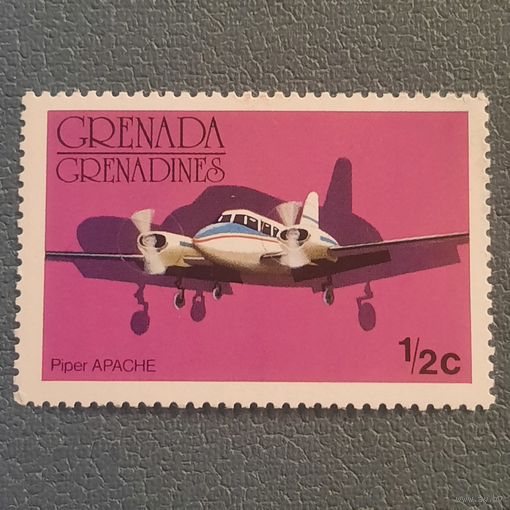 GRENADA
GRENADINES
Piper APACHE
1/2c